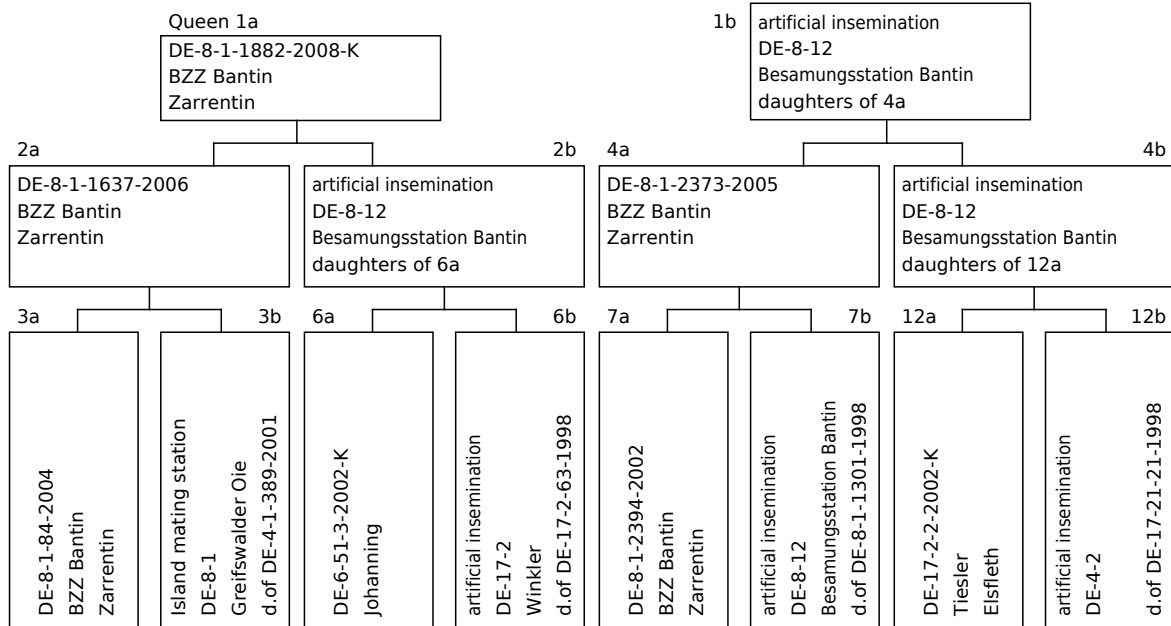 Queen 1a
DE-8-1-1882-2008-K
BZZ Bantin
Zarrentin
1b
artificial insemination
DE-8-12
Besamungsstation Bantin
daughters of 4a
2a
DE-8-1-1637-2006
BZZ Bantin
Zarrentin
2b
artificial insemination
DE-8-12
Besamungsstation Bantin
daughters of 6a
4a
DE-8-1-2373-2005
BZZ Bantin
Zarrentin
4b
artificial insemination
DE-8-12
Besamungsstation Bantin
daughters of 12a
3a
DE-8-1-84-2004
BZZ Bantin
Zarrentin
3b
Island mating station
DE-8-1
Greifswalder Oie
d.of DE-4-1-389-2001
6a
DE-6-51-3-2002-K
Johanning
6b
artificial insemination
DE-17-2
Winkler
d.of DE-17-2-63-1998
7a
DE-8-1-2394-2002
BZZ Bantin
Zarrentin
7b
artificial insemination
DE-8-12
Besamungsstation Bantin
d.of DE-8-1-1301-1998
12a
DE-17-2-2-2002-K
Tiesler
Elsfleth
12b
artificial insemination
DE-4-2
d.of DE-17-21-21-1998